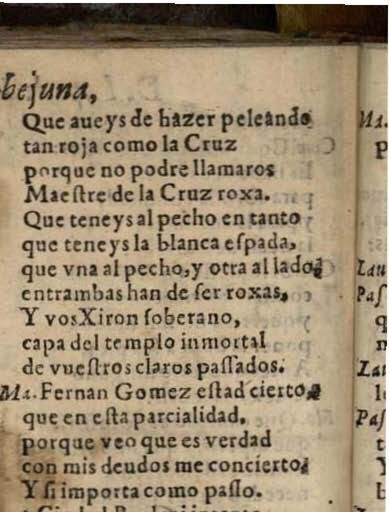 bejuna,
Que aueys de hazer peleando
tan roja como la Cruz
porque no podre llamaros
Maeſtre de la Cruz roxa.
Que teneys al pecho en tanto
que teneys la blanca eſpada,
que vna al pecho, y otra al lado
entrambas han de ſer roxas,
Y vos Xiron ſoberano,
capa del templo inmortal
de vueſtros claros paſſados.
Ma. Fernan Gomez eſtad cierto,
que en eſta parcialidad,
porque veo que es verdad
con mis deudos me concierto.
Y ſi importa como paſſo.
Ma.
p
Lau
Paſ
q
n
Lau
l
Paſ
t
Y
b